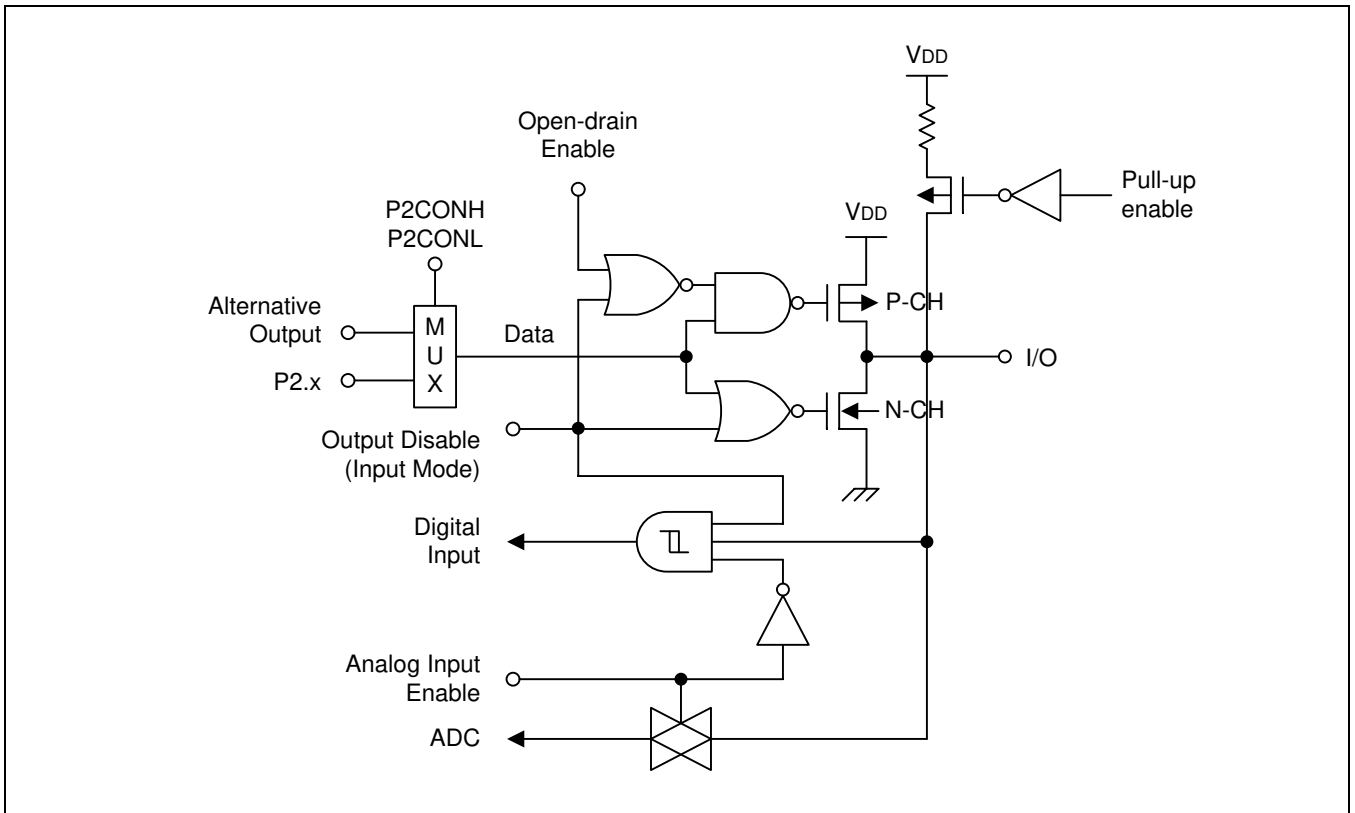 VDD
Open-drain
Enable
Pull-up
enable
P2CONH
P2CONL
VDD
Alternative
Output
M
U
X
Data
P-CH
I/O
P2.x
N-CH
Output Disable
(Input Mode)
Digital
Input
Analog Input
Enable
ADC